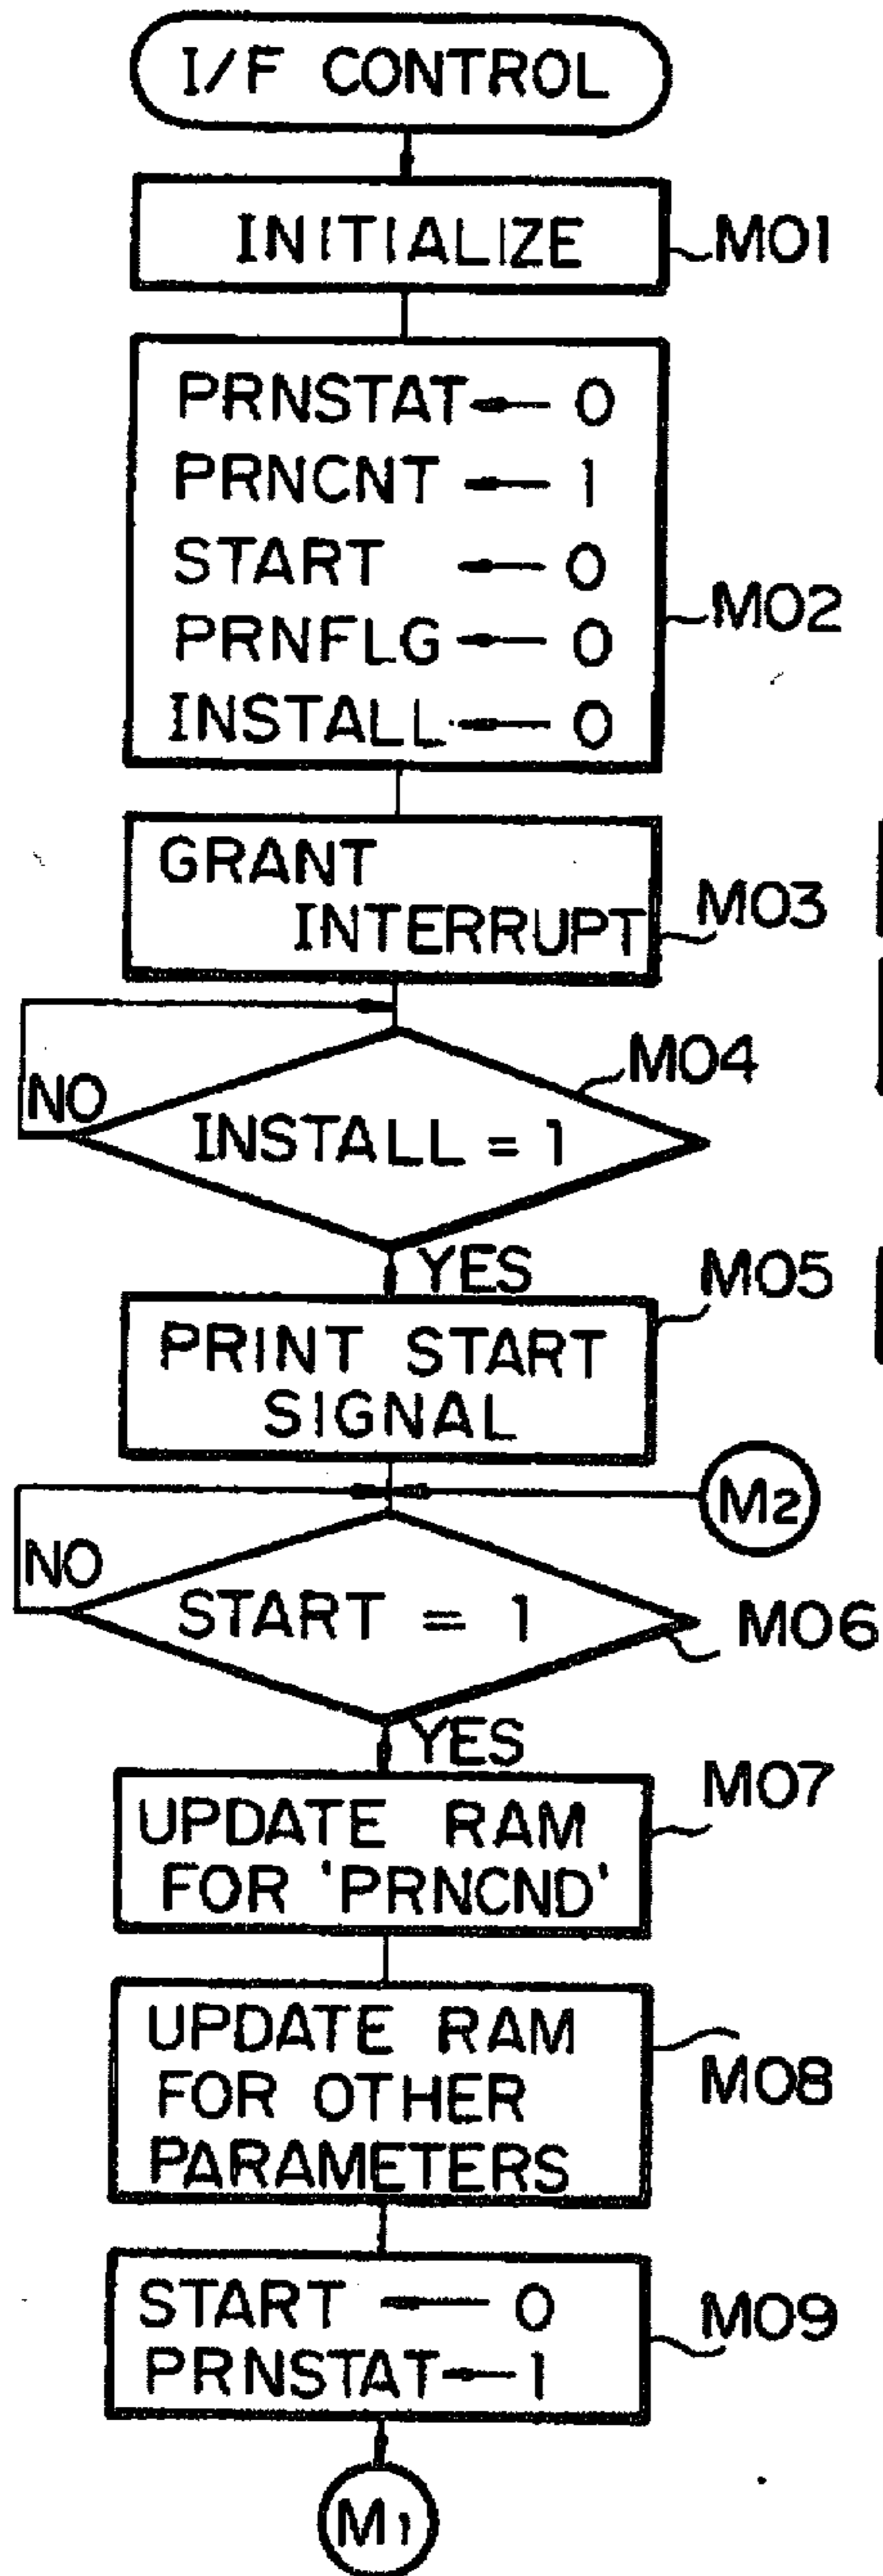 I/F CONTROL
INITIALIZE
M01
PRNSTAT ← 0
PRNCNT ← 1
START ← 0
PRNFLG ← 0
INSTALL ← 0
M02
GRANT
INTERRUPT
M03
M04
NO
INSTALL = 1
YES
M05
PRINT START
SIGNAL
M2
NO
START = 1
M06
YES
M07
UPDATE RAM
FOR 'PRNCND'
UPDATE RAM
FOR OTHER
PARAMETERS
M08
START ← 0
PRNSTAT ← 1
M09
M1